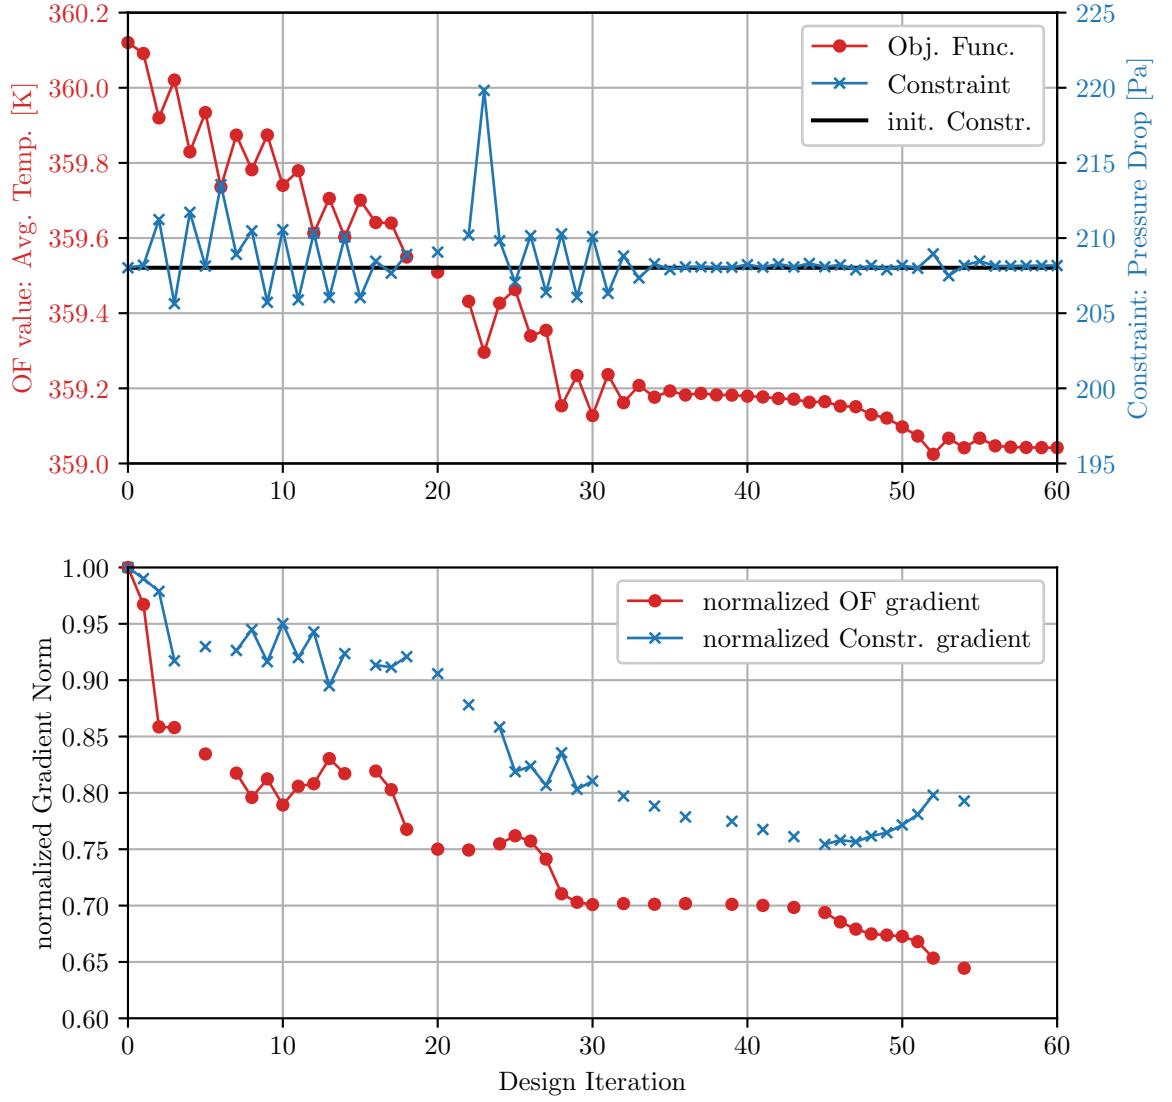 OF value: Avg. Temp. [K]
360.2
360.0
359.8
359.6
359.4
359.2
359.0
Obj. Func.
Constraint
init. Constr.
225
220
215
210
205
200
195
Constraint: Pressure Drop [Pa]
0 10 20 30 40 50 60
normalized Gradient Norm
1.00
0.95
0.90
0.85
0.80
0.75
0.70
0.65
0.60
normalized OF gradient
normalized Constr. gradient
0 10 20 30 40 50 60
Design Iteration